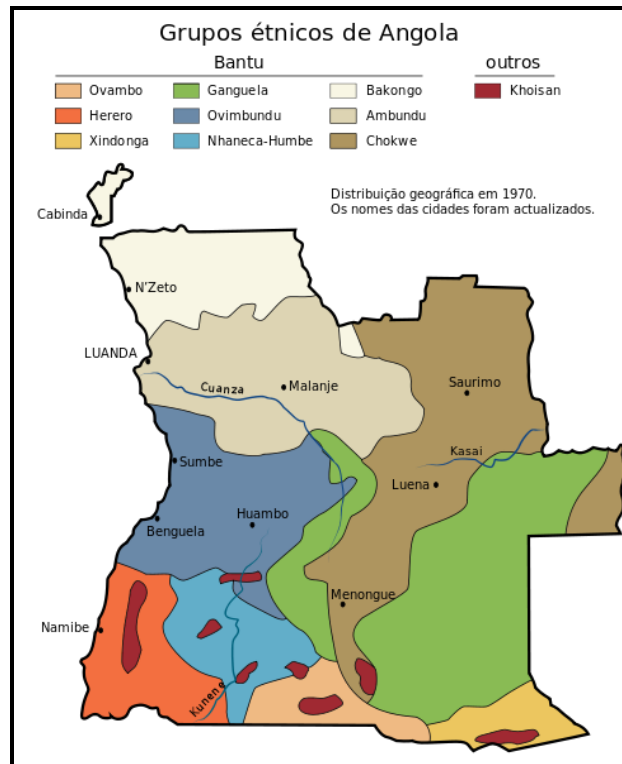 Grupos étnicos de Angola
Bantu
outros
Ovambo
Ganguela
Bakongo
Khoisan
Herero
Ovimbundu
Ambundu
Xindonga
Nhaneca-Humbe
Chokwe
Distribuição geográfica em 1970.
Os nomes das cidades foram actualizados.
Cabinda
N'Zeto
LUANDA
Cuanza
Malanje
Saurimo
Sumbe
Kasai
Luena
Huambo
Benguela
Menongue
Namibe
Kunene